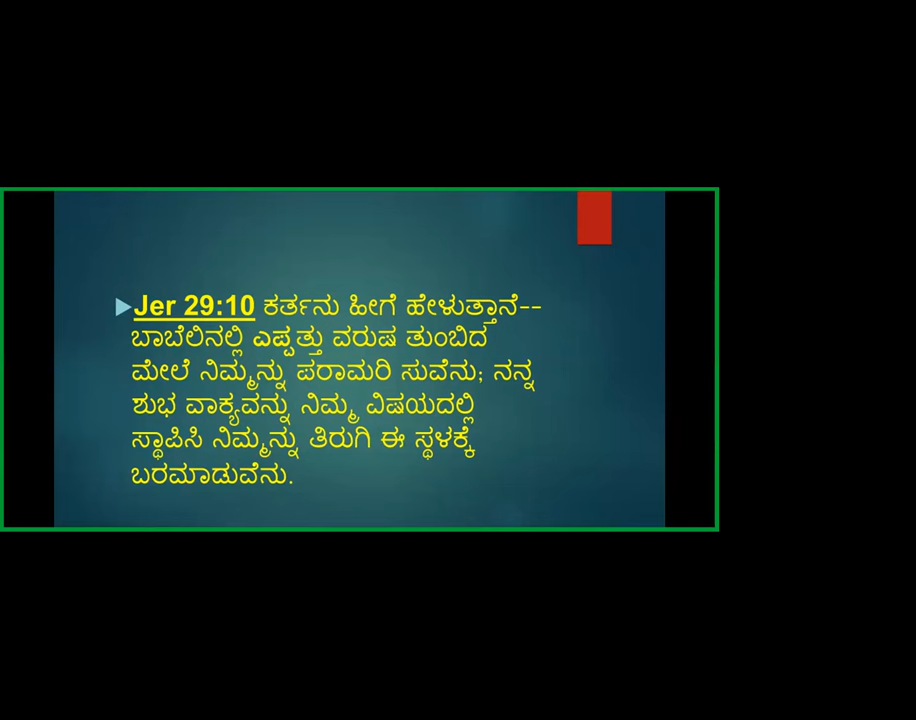 Jer 29:10 ಕರ್ತನು ಹೀಗೆ ಹೇಳುತ್ತಾನೆ--
ಬಾಬೆಲಿನಲ್ಲಿ ಎಪ್ಪತ್ತು ವರುಷ ತುಂಬಿದ
ಮೇಲೆ ನಿಮ್ಮನ್ನು ಪರಾಮರಿ ಸುವೆನು; ನನ್ನ
ಶುಭ ವಾಕ್ಯವನ್ನು ನಿಮ್ಮ ವಿಷಯದಲ್ಲಿ
ಸ್ಥಾಪಿಸಿ ನಿಮ್ಮನ್ನು ತಿರುಗಿ ಈ ಸ್ಥಳಕ್ಕೆ
ಬರಮಾಡುವೆನು.